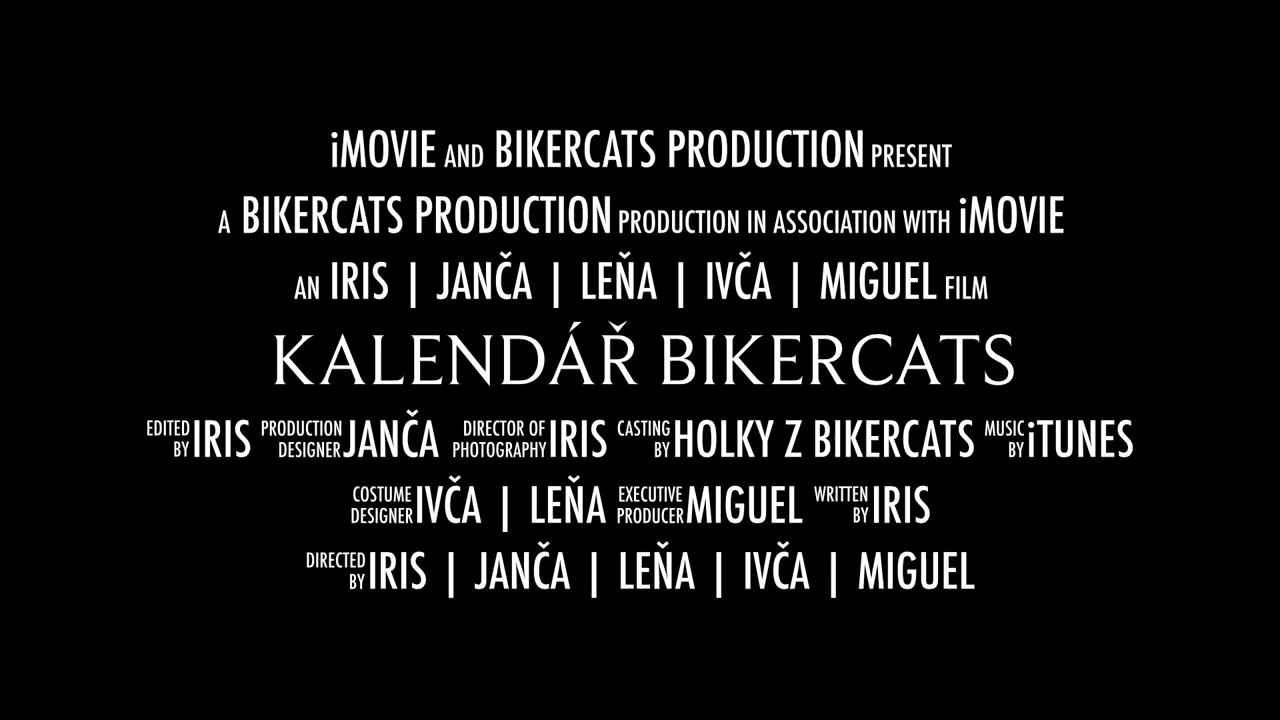 iMOVIE AND BIKERCATS PRODUCTION PRESENT
A BIKERCATS PRODUCTION PRODUCTION IN ASSOCIATION WITH iMOVIE
AN IRIS | JANČA | LEŇA | IVČA | MIGUEL FILM
KALENDÁŘ BIKERCATS
EDITED BY IRIS PRODUCTION DESIGNER JANČA DIRECTOR OF PHOTOGRAPHY IRIS CASTING BY HOLKY Z BIKERCATS MUSIC BY iTUNES
COSTUME DESIGNER IVČA | LEŇA EXECUTIVE PRODUCER MIGUEL WRITTEN BY IRIS
DIRECTED BY IRIS | JANČA | LEŇA | IVČA | MIGUEL